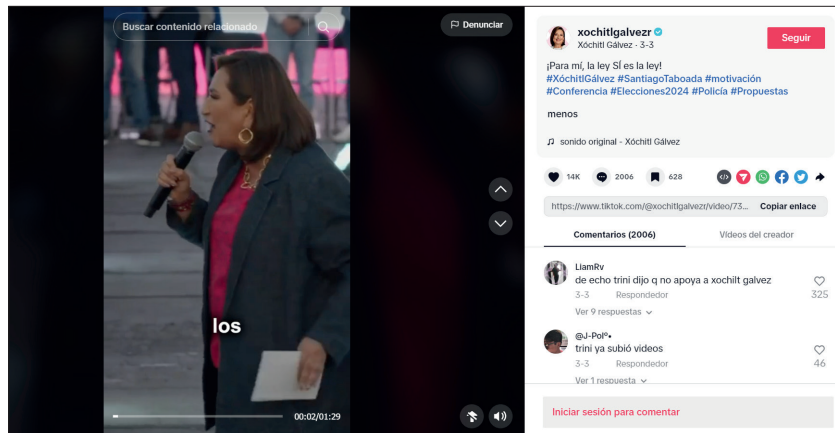 Buscar contenido relacionado
Denunciar
los
00:02/01:29
xochitlgalvezr
Xóchitl Gálvez · 3-3
Seguir
¡Para mí, la ley SÍ es la ley!
#XóchitlGálvez #SantiagoTaboada #motivación
#Conferencia #Elecciones2024 #Policía #Propuestas
menos
sonido original - Xóchitl Gálvez
14K
2006
628
https://www.tiktok.com/@xochitlgalvezr/video/73...
Copiar enlace
Comentarios (2006)
Vídeos del creador
LiamRv
de echo trini dijo q no apoya a xochilt galvez
3-3 Respondedor
325
Ver 9 respuestas
@J-Polº•
trini ya subió videos
3-3 Respondedor
46
Ver 1 respuesta
Iniciar sesión para comentar